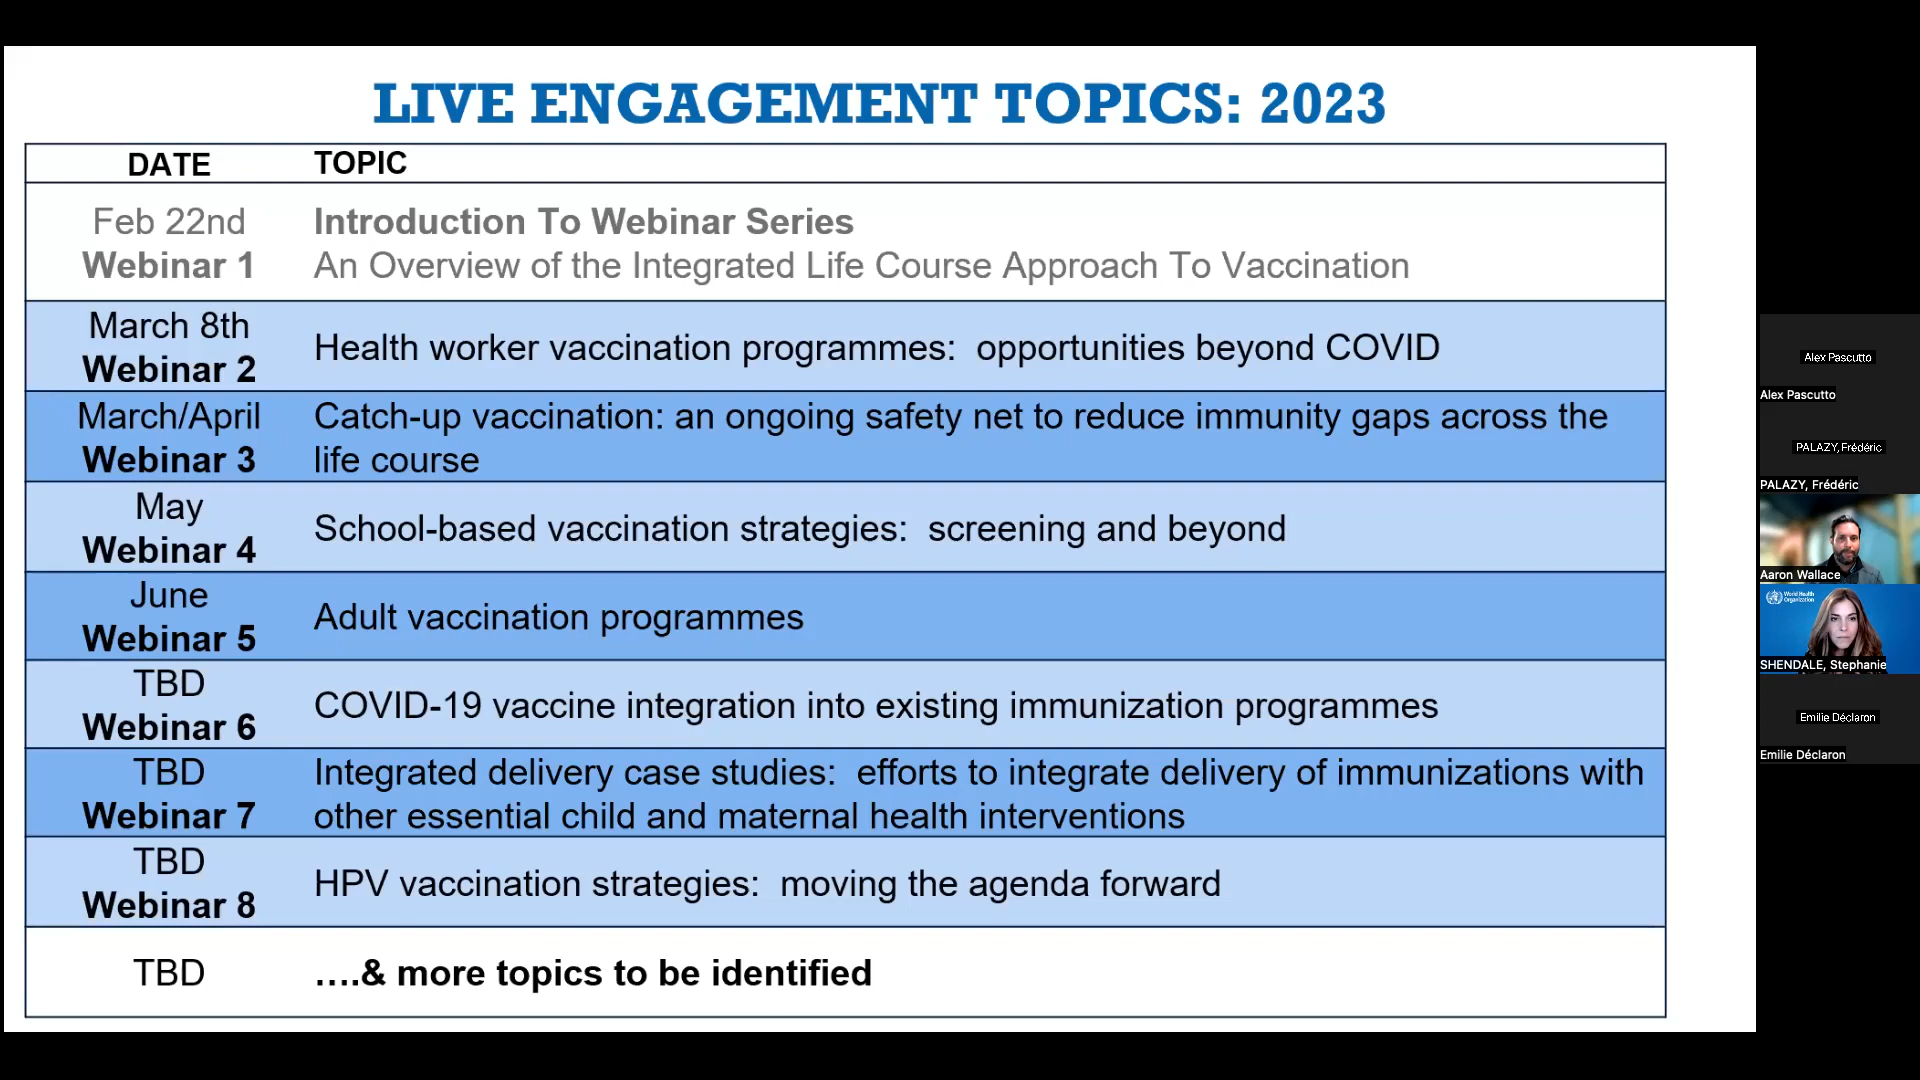 LIVE ENGAGEMENT TOPICS: 2023
DATE TOPIC
Feb 22nd
Webinar 1
Introduction To Webinar Series
An Overview of the Integrated Life Course Approach To Vaccination
March 8th
Webinar 2
Health worker vaccination programmes:  opportunities beyond COVID
March/April
Webinar 3
Catch-up vaccination: an ongoing safety net to reduce immunity gaps across the
life course
May
Webinar 4
School-based vaccination strategies:  screening and beyond
June
Webinar 5
Adult vaccination programmes
TBD
Webinar 6
COVID-19 vaccine integration into existing immunization programmes
TBD
Webinar 7
Integrated delivery case studies:  efforts to integrate delivery of immunizations with
other essential child and maternal health interventions
TBD
Webinar 8
HPV vaccination strategies:  moving the agenda forward
TBD
....& more topics to be identified
Alex Pascutto
Alex Pascutto
PALAZY, Frédéric
PALAZY, Frédéric
Aaron Wallace
World Health
Organization
SHENDALE, Stephanie
Emilie Déclaron
Emilie Déclaron